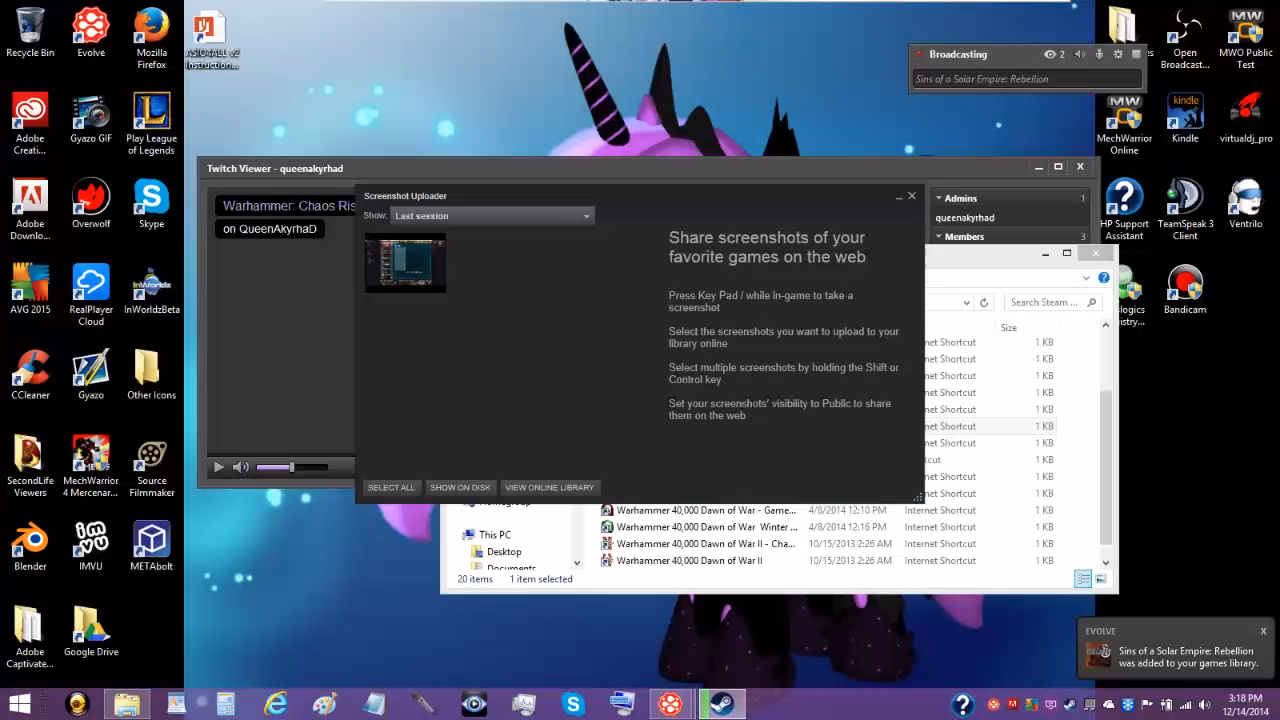 Recycle Bin
Evolve
Mozilla
Firefox
ASIO4ALL v2
Instruction...
Adobe
Creati...
Gyazo GIF
Play League
of Legends
Adobe
Downlo...
Overwolf
Skype
AVG 2015
RealPlayer
Cloud
InWorldzBeta
CCleaner
Gyazo
Other Icons
SecondLife
Viewers
MechWarrior
4 Mercenar...
Source
Filmmaker
Blender
IMVU
METAbolt
Adobe
Captivate...
Google Drive
Broadcasting
2
Sins of a Solar Empire: Rebellion
Open
Broadcast...
MWO Public
Test
MechWarrior
Online
Kindle
virtualdj_pro
HP Support
Assistant
TeamSpeak 3
Client
Ventrilo
Bandicam
Twitch Viewer - queenakyrhad
Warhammer: Chaos Ris
on QueenAkyrhaD
Admins
1
queenakyrhad
Members
3
Screenshot Uploader
Show:
Last session
Share screenshots of your
favorite games on the web
Press Key Pad / while in-game to take a
screenshot
Select the screenshots you want to upload to your
library online
Select multiple screenshots by holding the Shift or
Control key
Set your screenshots' visibility to Public to share
them on the web
SELECT ALL
SHOW ON DISK
VIEW ONLINE LIBRARY
Search Steam ...
Size
net Shortcut 1 KB
net Shortcut 1 KB
net Shortcut 1 KB
net Shortcut 1 KB
net Shortcut 1 KB
net Shortcut 1 KB
net Shortcut 1 KB
cut 1 KB
net Shortcut 1 KB
net Shortcut 1 KB
Warhammer 40,000 Dawn of War - Game... 4/8/2014 12:10 PM Internet Shortcut 1 KB
Warhammer 40,000 Dawn of War Winter ... 4/8/2014 12:16 PM Internet Shortcut 1 KB
Warhammer 40,000 Dawn of War II - Cha... 10/15/2013 2:26 AM Internet Shortcut 1 KB
Warhammer 40,000 Dawn of War II 10/15/2013 2:26 AM Internet Shortcut 1 KB
This PC
Desktop
Documents
20 items
1 item selected
EVOLVE
Sins of a Solar Empire: Rebellion
was added to your games library.
3:18 PM
12/14/2014